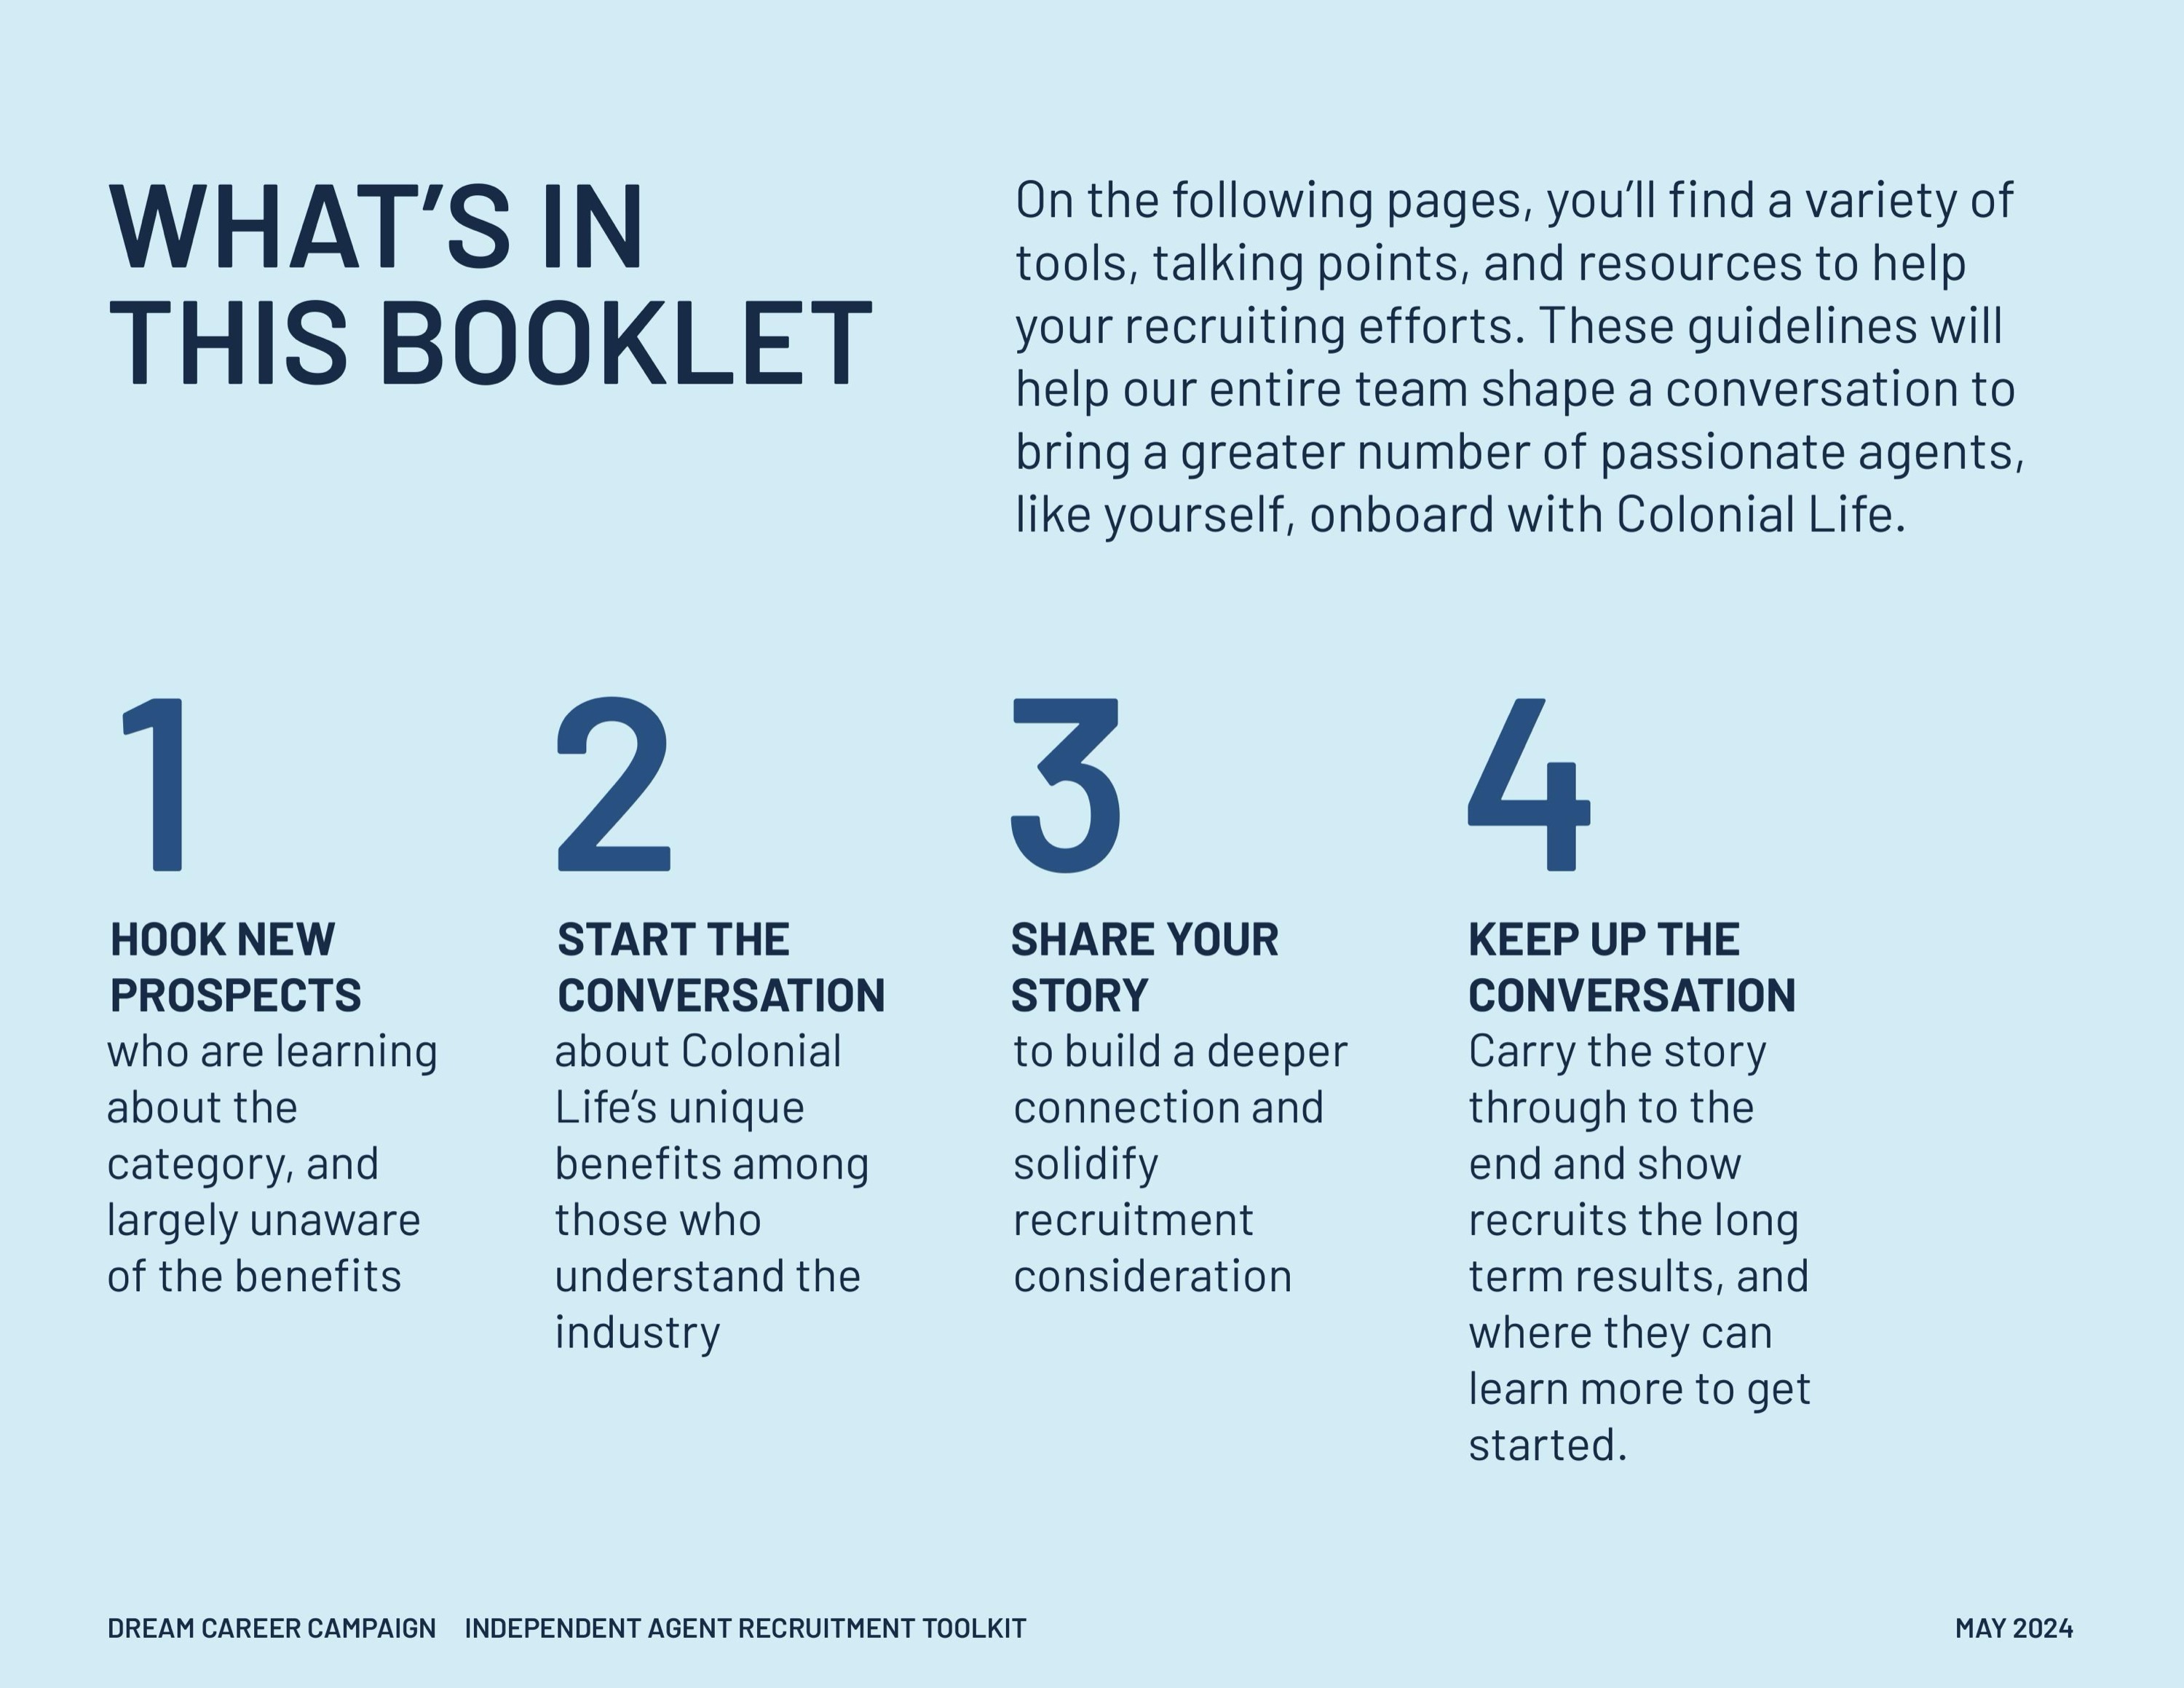 WHAT’S IN
THIS BOOKLET
On the following pages, you’ll find a variety of
tools, talking points, and resources to help
your recruiting efforts. These guidelines will
help our entire team shape a conversation to
bring a greater number of passionate agents,
like yourself, onboard with Colonial Life.
1
HOOK NEW
PROSPECTS
who are learning
about the
category, and
largely unaware
of the benefits
2
START THE
CONVERSATION
about Colonial
Life’s unique
benefits among
those who
understand the
industry
3
SHARE YOUR
STORY
to build a deeper
connection and
solidify
recruitment
consideration
4
KEEP UP THE
CONVERSATION
Carry the story
through to the
end and show
recruits the long
term results, and
where they can
learn more to get
started.
DREAM CAREER CAMPAIGN INDEPENDENT AGENT RECRUITMENT TOOLKIT
MAY 2024